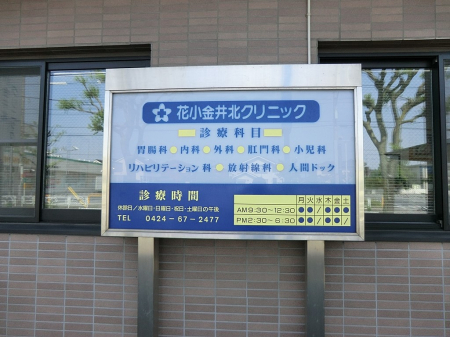 花小金井北クリニック
診療科目
胃腸科●内科●外科●肛門科●小児科
リハビリテーション科●放射線科●人間ドック
診療時間
休診日/水曜日・日曜日・祝日・土曜日の午後
TEL 0424-67-2477
月火水木金土
AM9:30-12:30 ●●/●●●
PM2:30-6:30 ●●/●●/